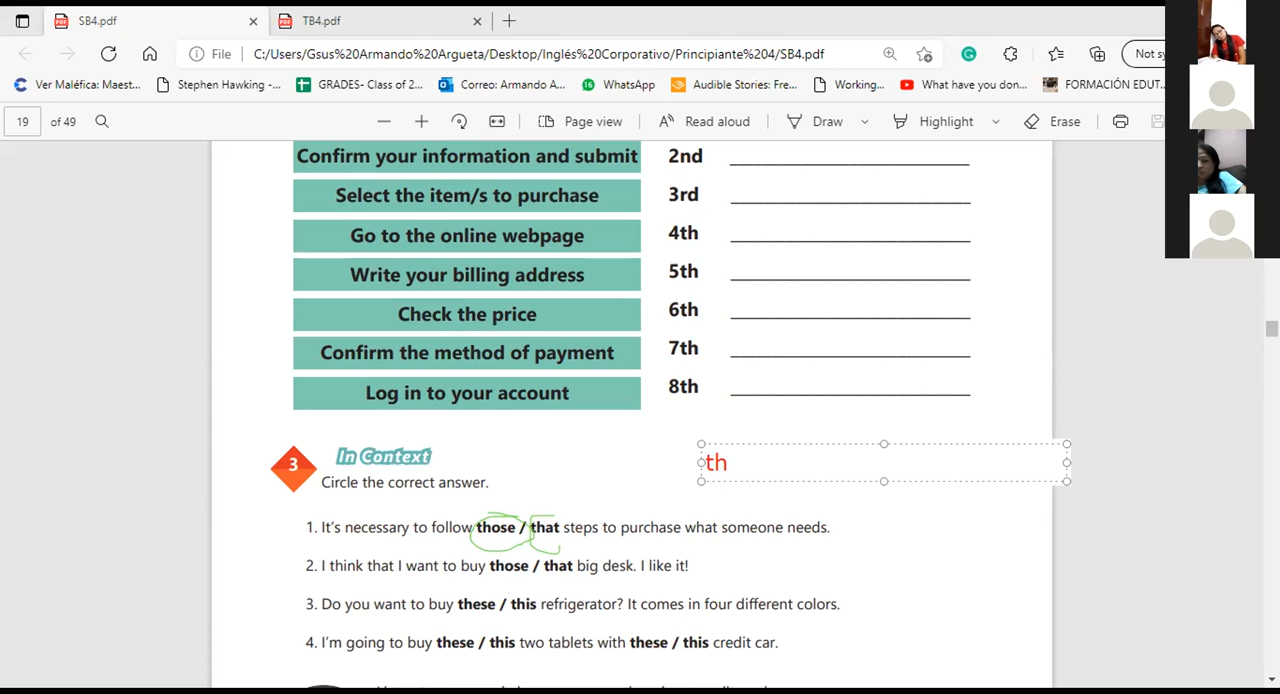 SB4.pdf
TB4.pdf
File C:/Users/Gsus%20Armando%20Argueta/Desktop/Inglés%20Corporativo/Principiante%204/SB4.pdf
Not sy
Ver Maléfica: Maest...
Stephen Hawking -...
GRADES- Class of 2...
Correo: Armando A...
16
WhatsApp
Audible Stories: Fre...
Working...
What have you don...
FORMACIÓN EDUT...
19 of 49
Page view
Read aloud
Draw
Highlight
Erase
Confirm your information and submit 2nd
Select the item/s to purchase 3rd
Go to the online webpage 4th
Write your billing address 5th
Check the price 6th
Confirm the method of payment 7th
Log in to your account 8th
3 In Context
th
Circle the correct answer.
1. It's necessary to follow those / that steps to purchase what someone needs.
2. I think that I want to buy those / that big desk. I like it!
3. Do you want to buy these / this refrigerator? It comes in four different colors.
4. I'm going to buy these / this two tablets with these / this credit car.